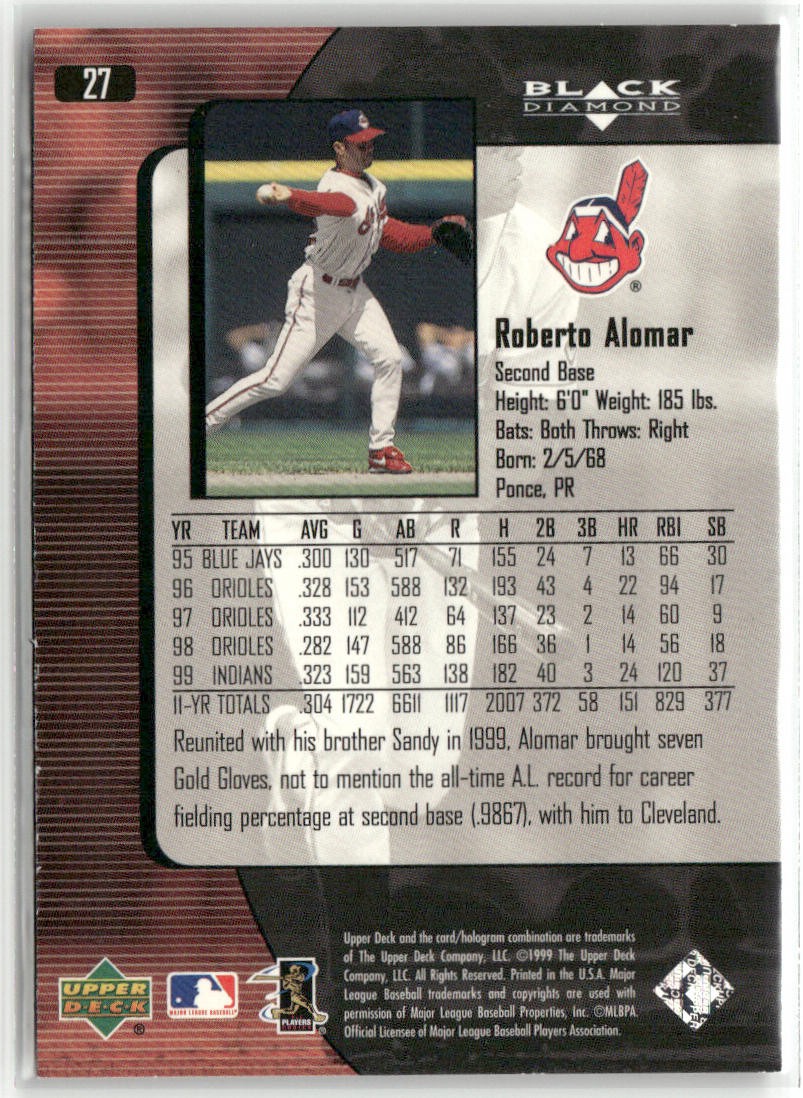 27
BLACK
DIAMOND
®
Roberto Alomar
Second Base
Height: 6'0" Weight: 185 lbs.
Bats: Both Throws: Right
Born: 2/5/68
Ponce, PR
YR TEAM AVG G AB R H 2B 3B HR RBI SB
95 BLUE JAYS .300 130 517 71 155 24 7 13 66 30
96 ORIOLES .328 153 588 132 193 43 4 22 94 17
97 ORIOLES .333 112 412 64 137 23 2 14 60 9
98 ORIOLES .282 147 588 86 166 36 1 14 56 18
99 INDIANS .323 159 563 138 182 40 3 24 120 37
11-YR TOTALS .304 1722 6611 1117 2007 372 58 151 829 377
Reunited with his brother Sandy in 1999, Alomar brought seven
Gold Gloves, not to mention the all-time A.L. record for career
fielding percentage at second base (.9867), with him to Cleveland.
Upper Deck and the card/hologram combination are trademarks
of The Upper Deck Company, LLC. ©1999 The Upper Deck
Company, LLC. All Rights Reserved. Printed in the U.S.A. Major
League Baseball trademarks and copyrights are used with
permission of Major League Baseball Properties, Inc. ©MLBPA
Official Licensee of Major League Baseball Players Association.
UPPER
DECK
®
MAJOR LEAGUE BASEBALL
PLAYERS
®